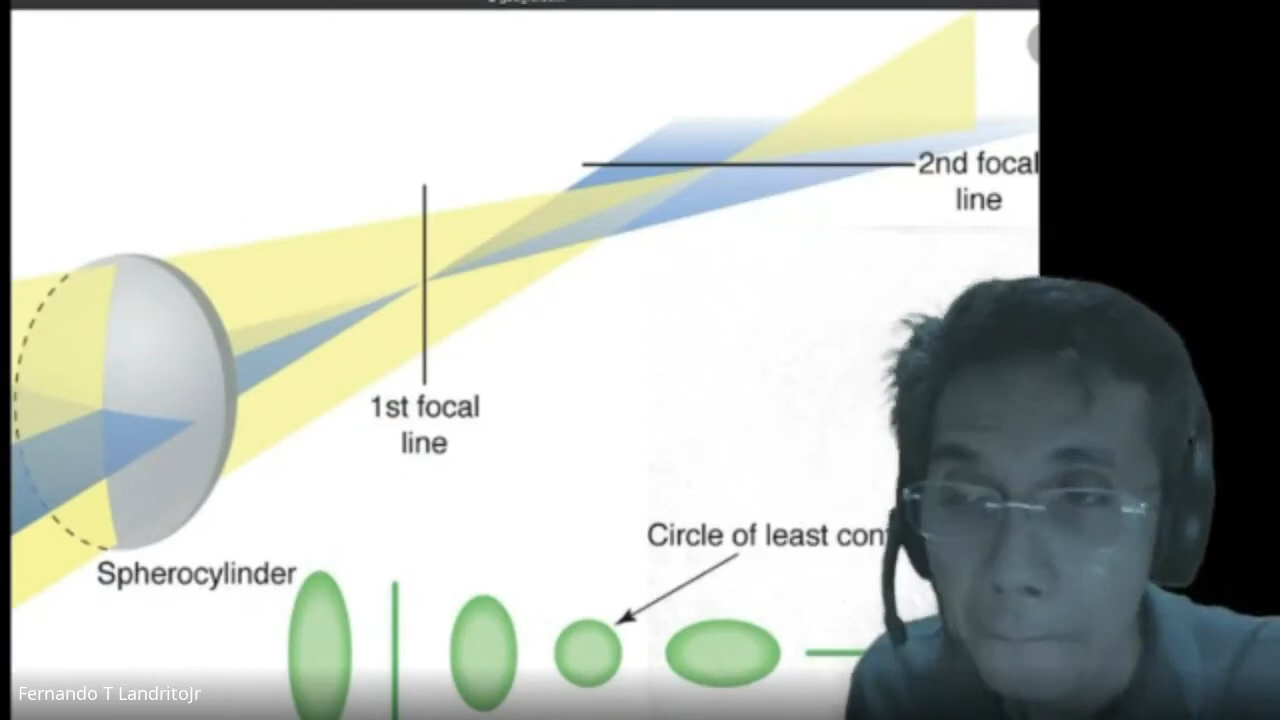 2nd focal
line
1st focal
line
Circle of least con
Spherocylinder
Fernando T LandritoJr